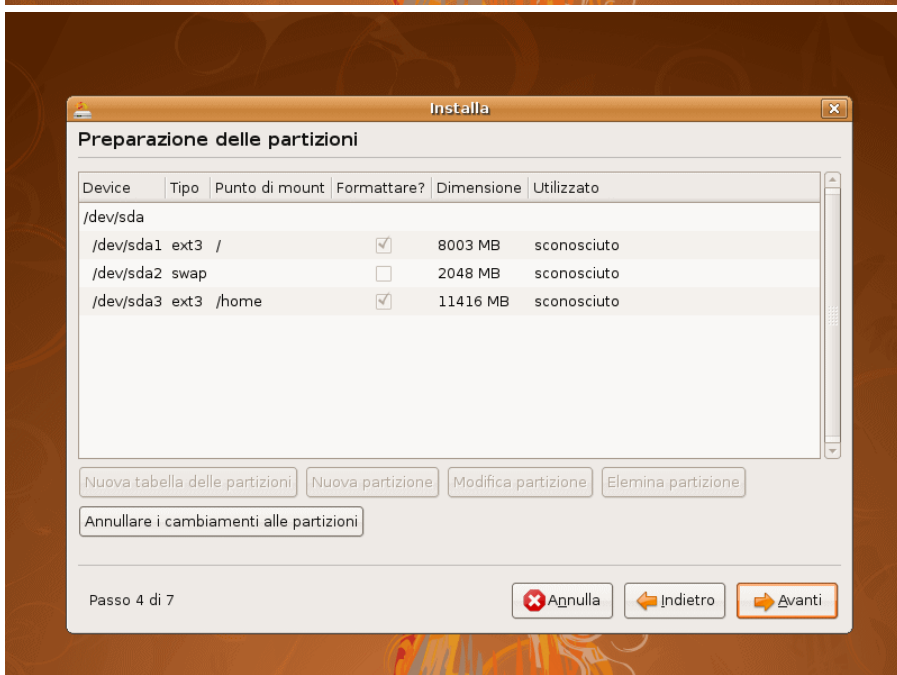 Installa
Preparazione delle partizioni
Device Tipo Punto di mount Formattare? Dimensione Utilizzato
/dev/sda
/dev/sda1 ext3 / 8003 MB sconosciuto
/dev/sda2 swap 2048 MB sconosciuto
/dev/sda3 ext3 /home 11416 MB sconosciuto
Nuova tabella delle partizioni Nuova partizione Modifica partizione Elemina partizione
Annullare i cambiamenti alle partizioni
Passo 4 di 7 Annulla Indietro Avanti